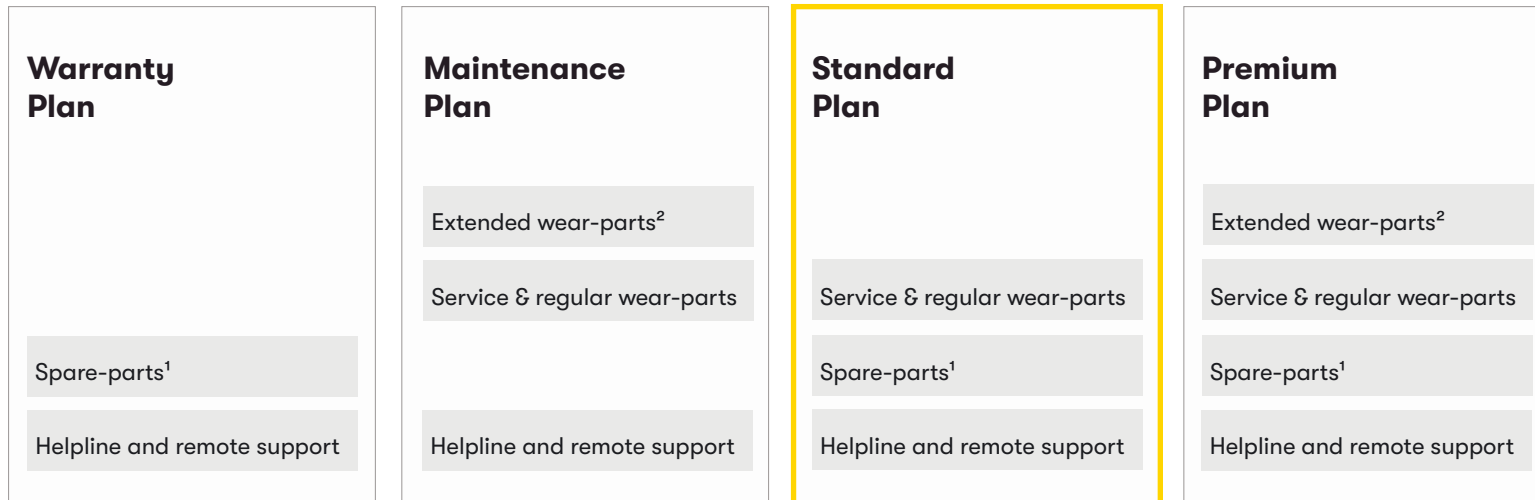 Warranty
Plan
Spare-parts¹
Helpline and remote support
Maintenance
Plan
Extended wear-parts²
Service & regular wear-parts
Helpline and remote support
Standard
Plan
Service & regular wear-parts
Spare-parts¹
Helpline and remote support
Premium
Plan
Extended wear-parts²
Service & regular wear-parts
Spare-parts¹
Helpline and remote support